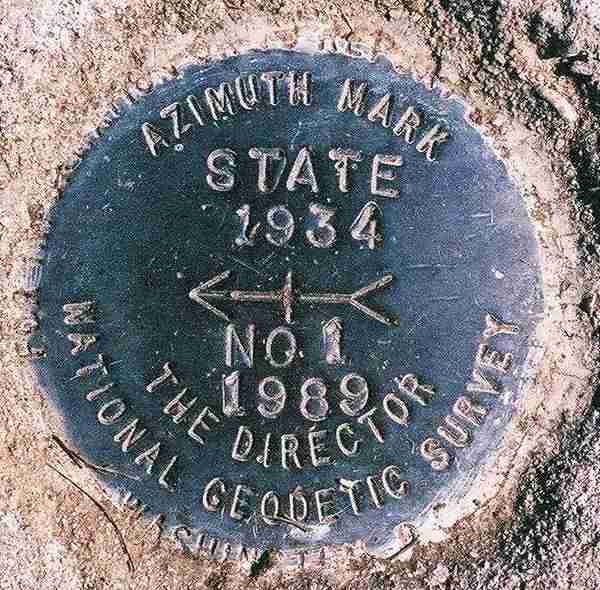 AZIMUTH MARK
STATE
1934
NO. 1
1989
THE DIRECTOR
NATIONAL GEODETIC SURVEY